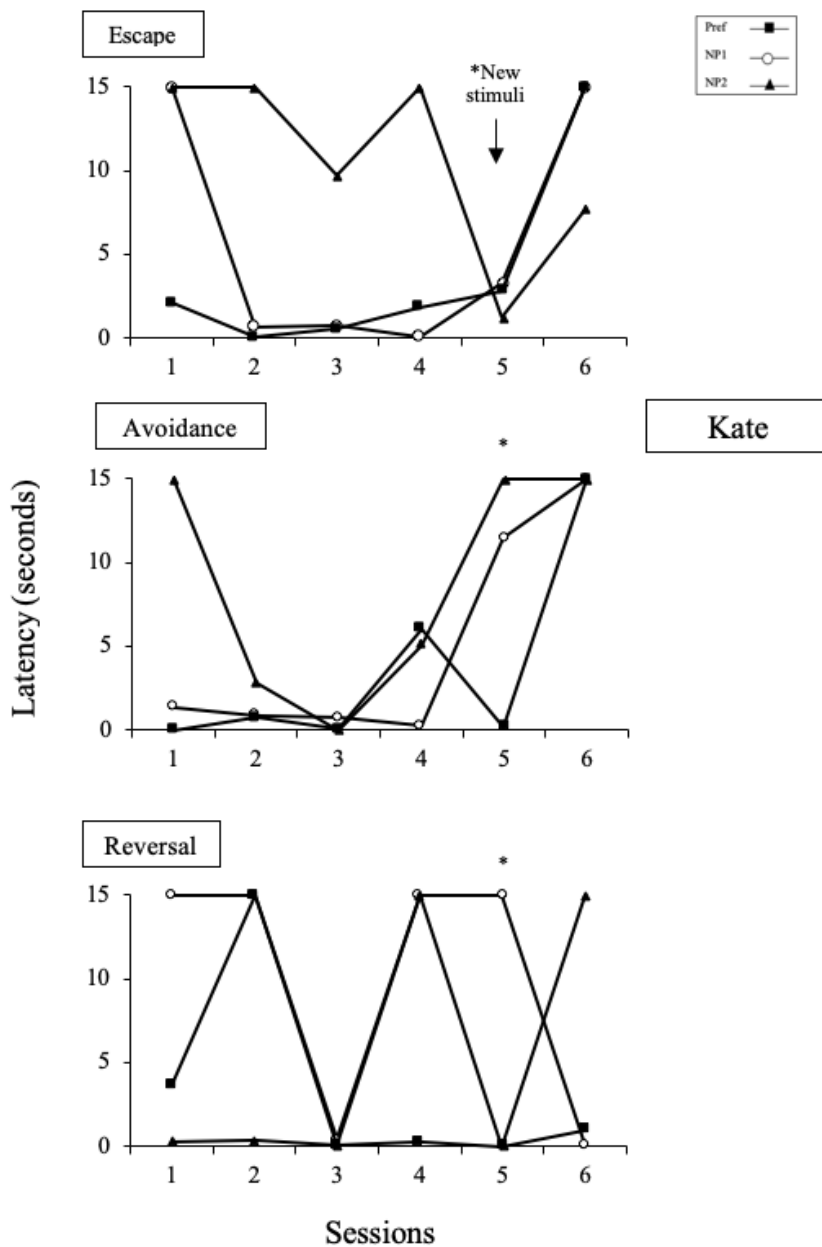 Escape
Pref
NP1
NP2
*New
stimuli
15
10
5
0
1 2 3 4 5 6
Avoidance
*
Kate
15
10
5
0
1 2 3 4 5 6
Latency (seconds)
Reversal
*
15
10
5
0
1 2 3 4 5 6
Sessions